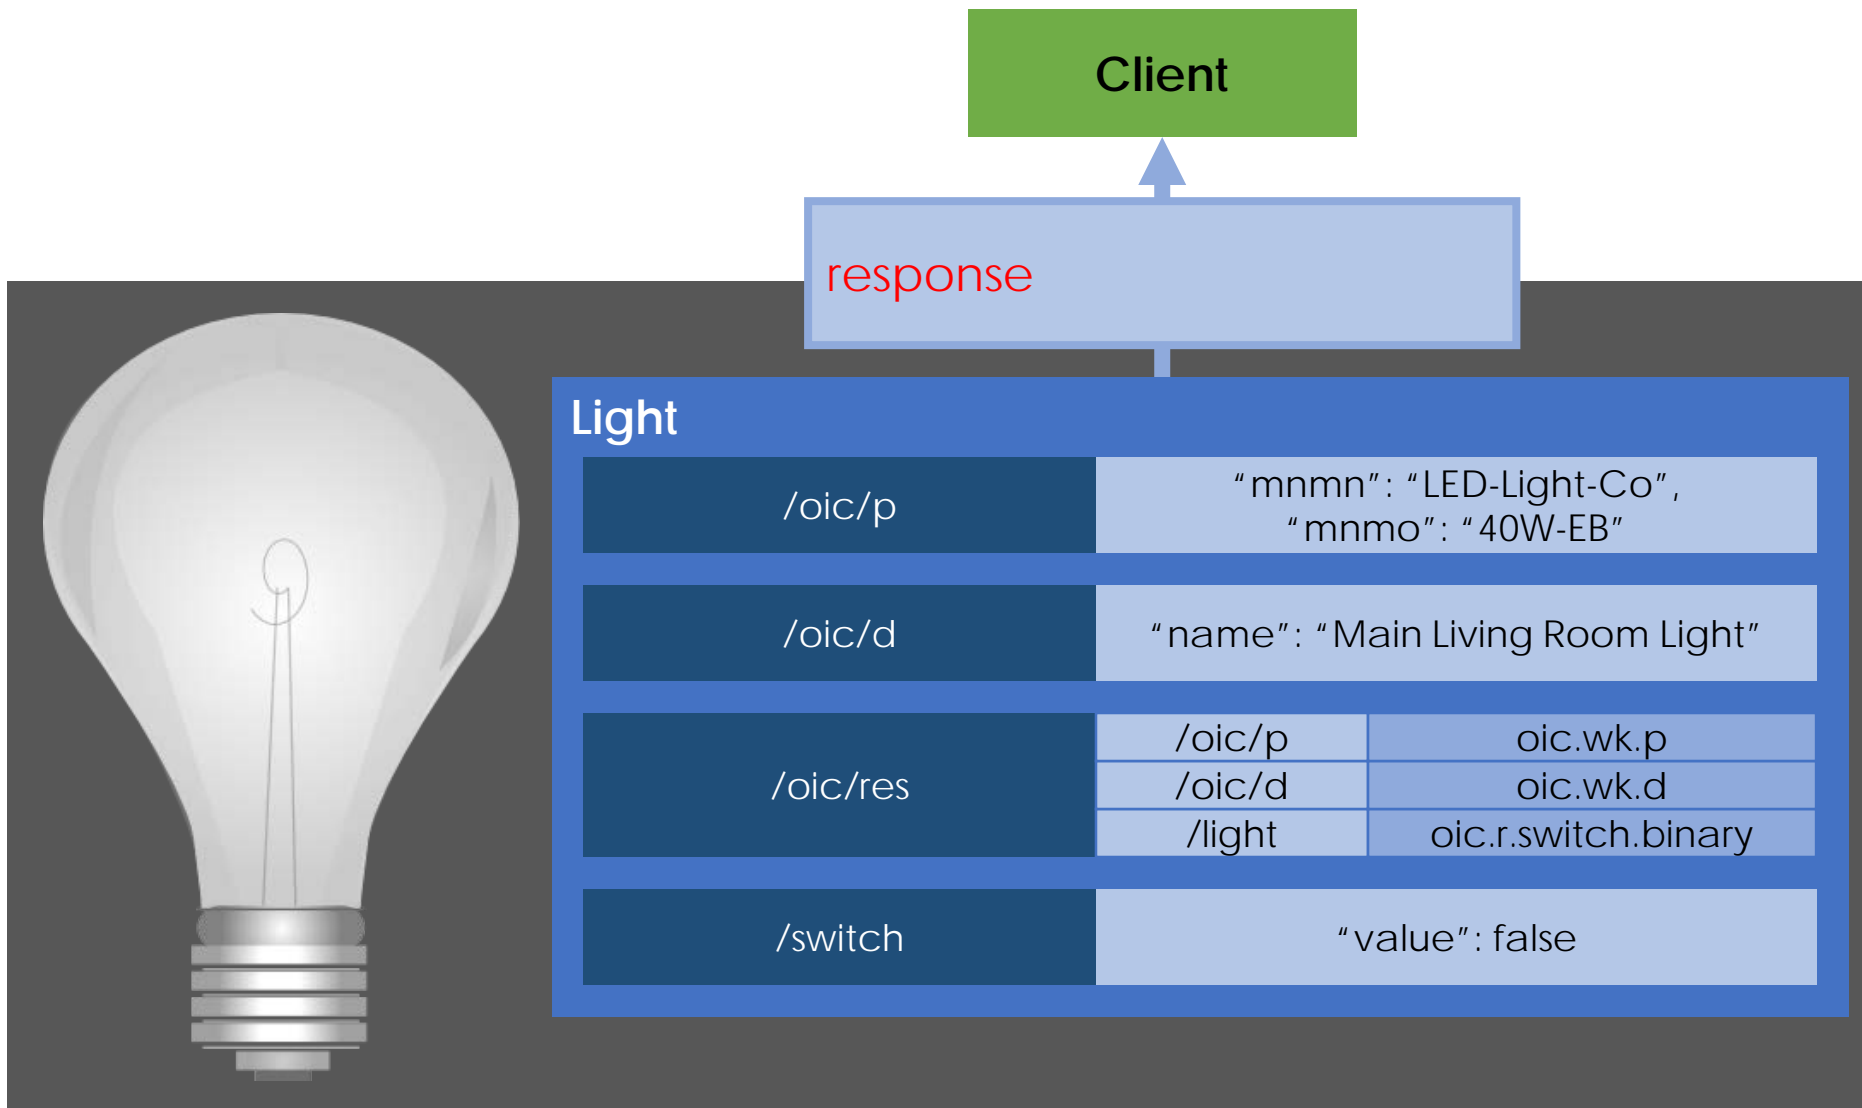 Client
response
Light
/oic/p
“mnmn”: “LED-Light-Co”,
“mnmo”: “40W-EB”
/oic/d
“name”: “Main Living Room Light”
/oic/res
/oic/p
oic.wk.p
/oic/d
oic.wk.d
/light
oic.r.switch.binary
/switch
“value”: false